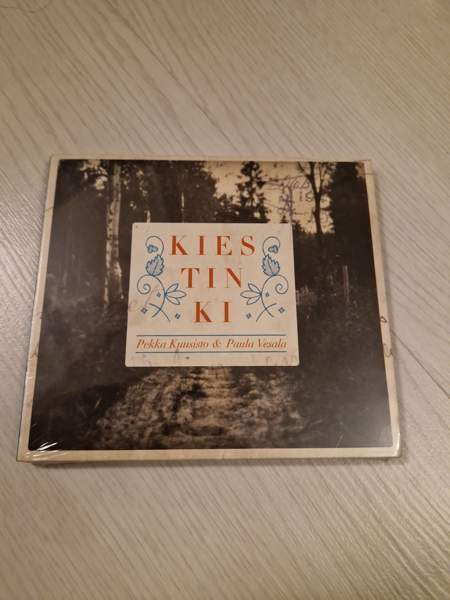 KIES
TIN
KI
Pekka Kuusisto & Paula Vesala